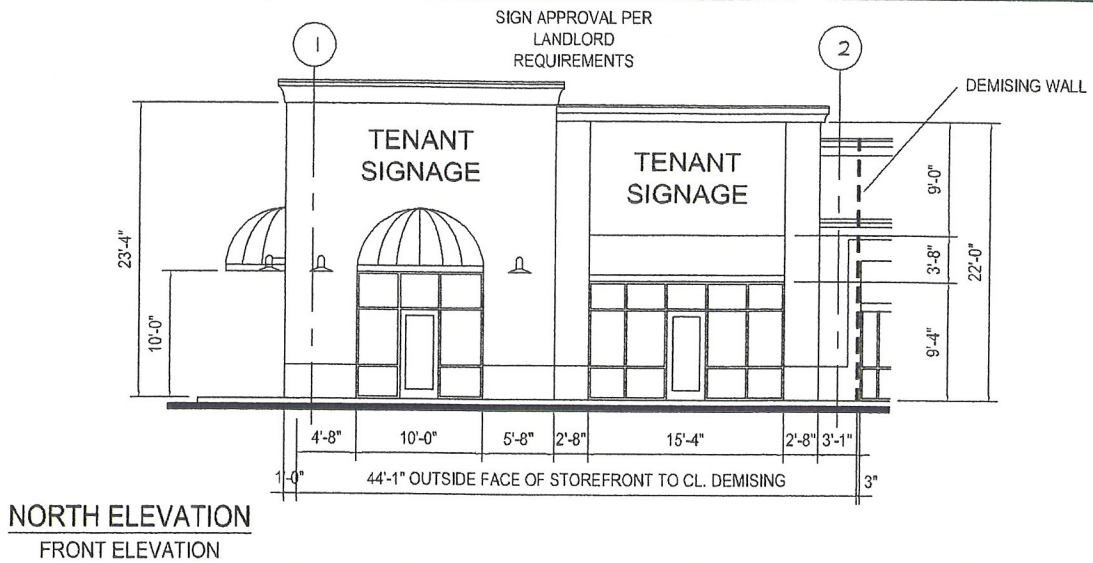 SIGN APPROVAL PER
LANDLORD
REQUIREMENTS
1
2
DEMISING WALL
TENANT
SIGNAGE
TENANT
SIGNAGE
23'-4"
10'-0"
9'-0"
3'-8"
22'-0"
9'-4"
4'-8"
10'-0"
5'-8"
2'-8"
15'-4"
2'-8"
3'-1"
1'-0"
44'-1" OUTSIDE FACE OF STOREFRONT TO CL. DEMISING
3"
NORTH ELEVATION
FRONT ELEVATION